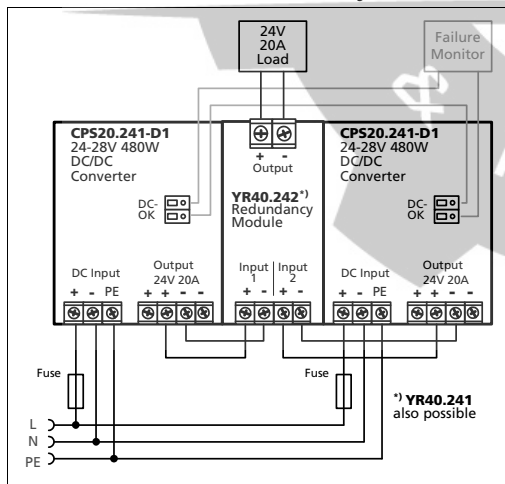 24V
20A
Load
Failure
Monitor
CPS20.241-D1
24-28V 480W
DC/DC
Converter
DC-
OK
DC Input
+ - PE
Output
24V 20A
+ + - -
+ -
Output
YR40.242*)
Redundancy
Module
Input
1
Input
2
+ - + -
CPS20.241-D1
24-28V 480W
DC/DC
Converter
DC-
OK
DC Input
+ - PE
Output
24V 20A
+ + - -
Fuse
Fuse
*) YR40.241
also possible
L
N
PE